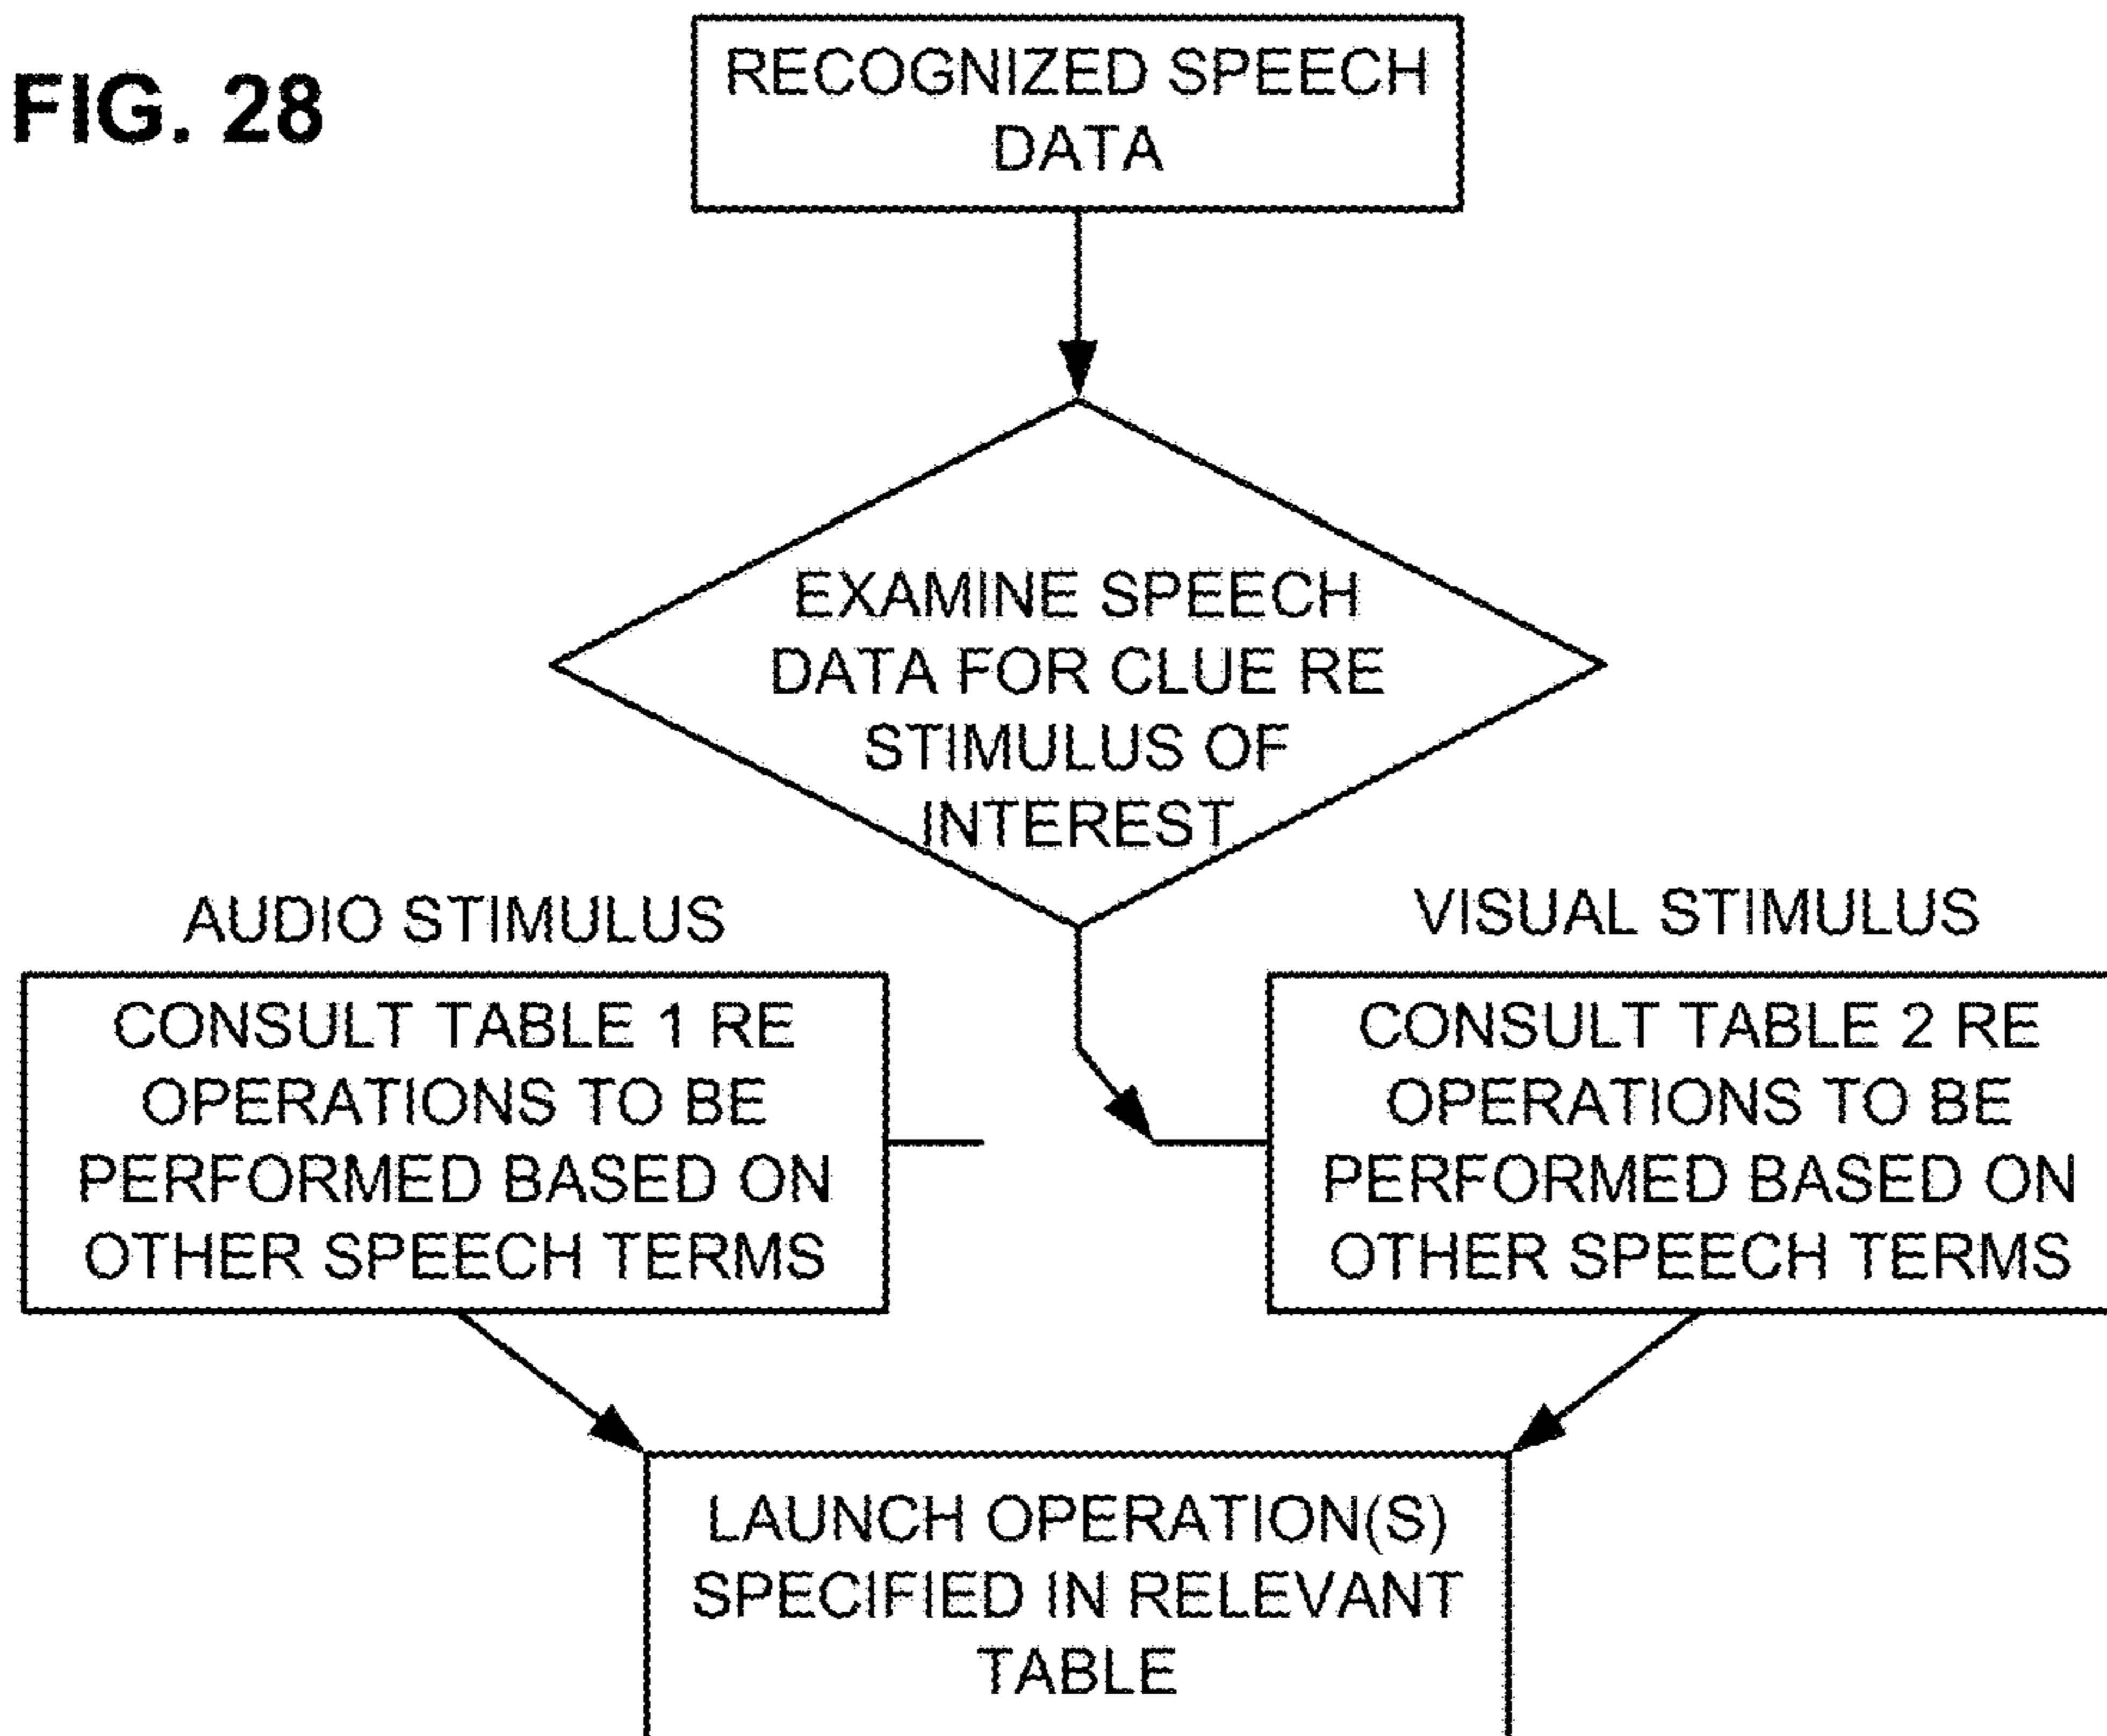 FIG. 28
RECOGNIZED SPEECH
DATA
EXAMINE SPEECH
DATA FOR CLUE RE
STIMULUS OF
INTEREST
AUDIO STIMULUS
CONSULT TABLE 1 RE
OPERATIONS TO BE
PERFORMED BASED ON
OTHER SPEECH TERMS
VISUAL STIMULUS
CONSULT TABLE 2 RE
OPERATIONS TO BE
PERFORMED BASED ON
OTHER SPEECH TERMS
LAUNCH OPERATION(S)
SPECIFIED IN RELEVANT
TABLE